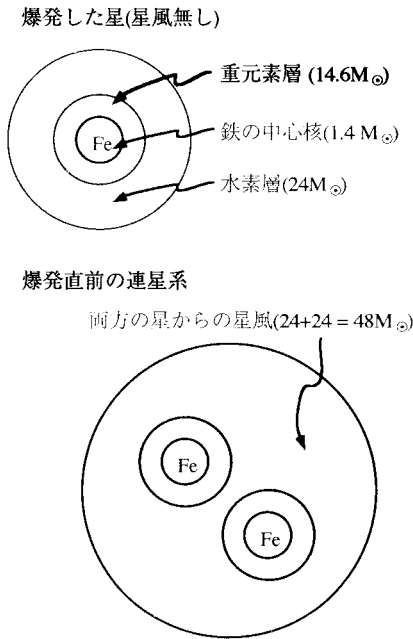 爆発した星(星風無し)
重元素層 (14.6M⊙)
Fe
鉄の中心核(1.4 M⊙)
水素層(24M⊙)
爆発直前の連星系
両方の星からの星風(24+24 = 48M⊙)
Fe
Fe